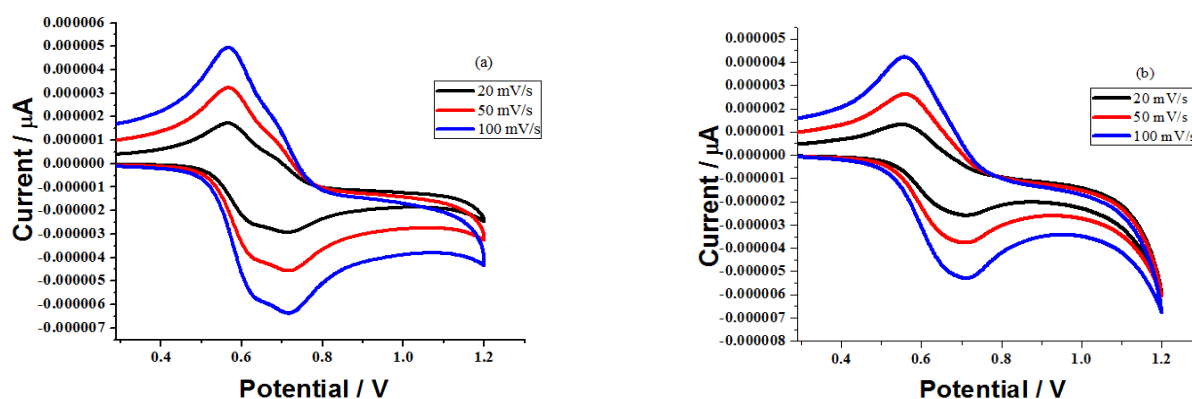 0.000006
0.000005
0.000004
0.000003
0.000002
0.000001
0.000000
-0.000001
-0.000002
-0.000003
-0.000004
-0.000005
-0.000006
-0.000007
Current / µA
(a)
20 mV/s
50 mV/s
100 mV/s
0.4 0.6 0.8 1.0 1.2
Potential / V
0.000005
0.000004
0.000003
0.000002
0.000001
0.000000
-0.000001
-0.000002
-0.000003
-0.000004
-0.000005
-0.000006
-0.000007
-0.000008
Current / µA
(b)
20 mV/s
50 mV/s
100 mV/s
0.4 0.6 0.8 1.0 1.2
Potential / V